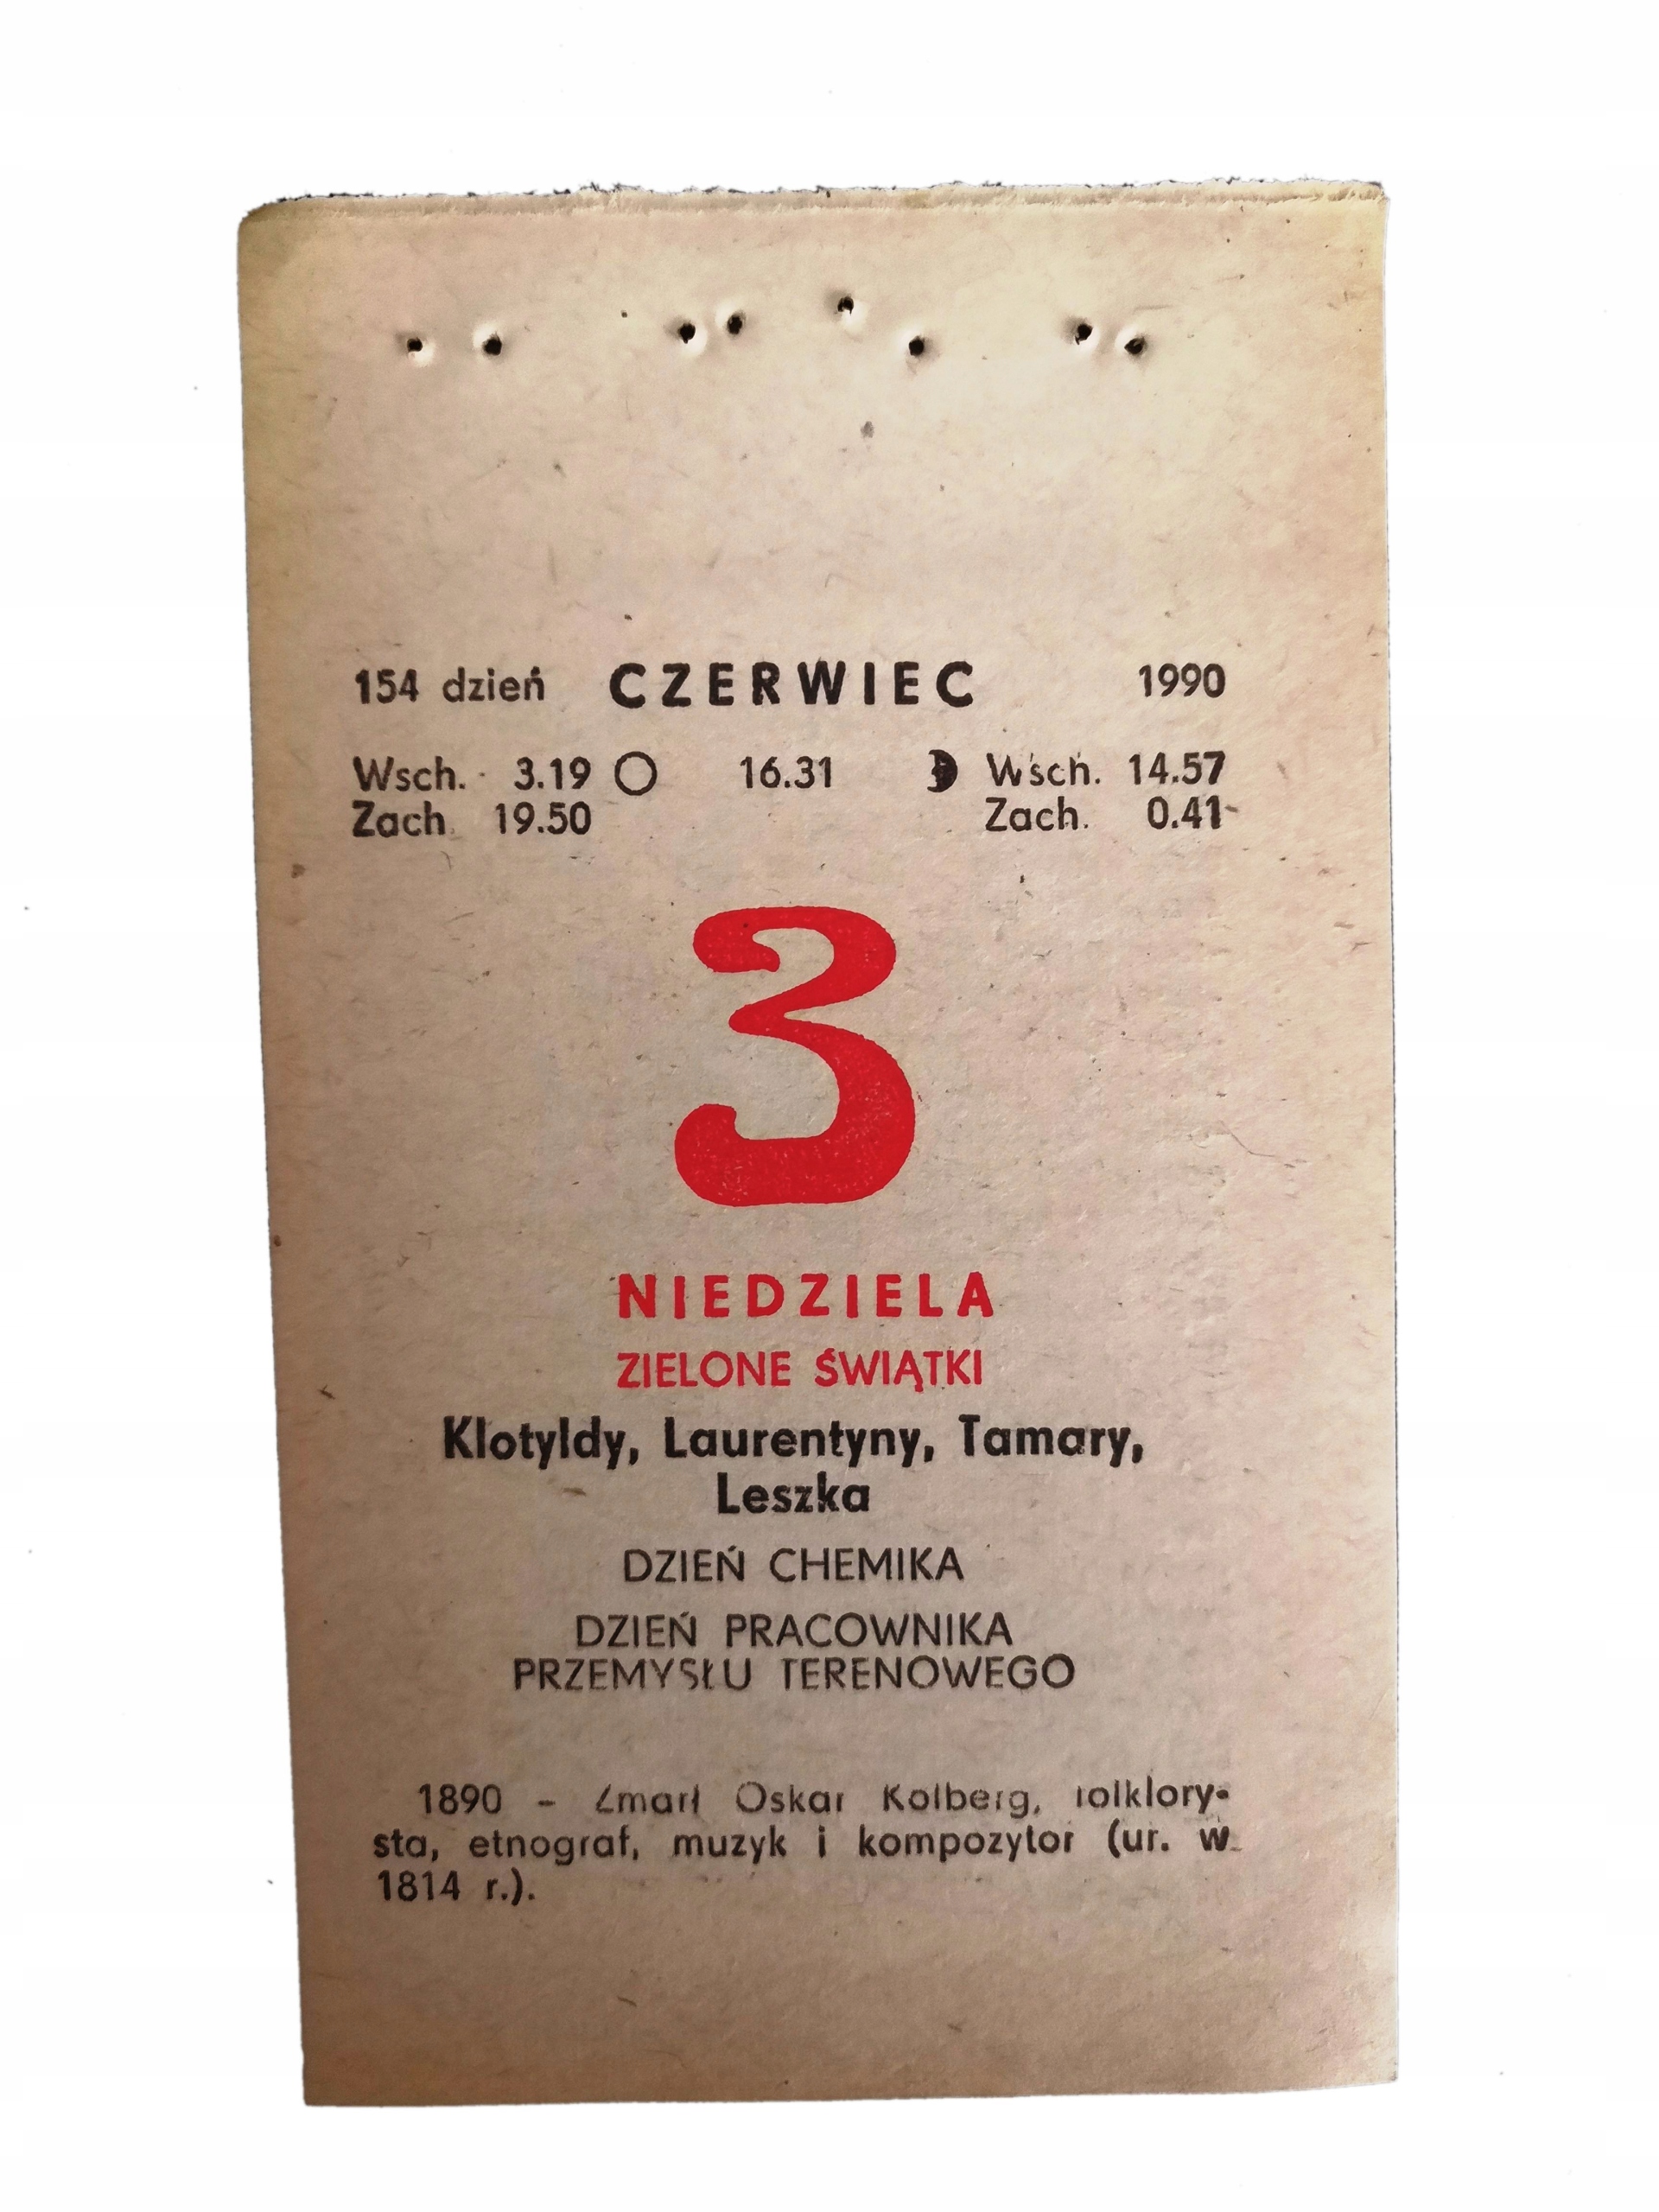 154 dzień CZERWIEC 1990
Wsch. 3.19 16.31 Wsch. 14.57
Zach. 19.50 Zach. 0.41
3
NIEDZIELA
ZIELONE ŚWIĄTKI
Klotyldy, Laurentyny, Tamary,
Leszka
DZIEŃ CHEMIKA
DZIEŃ PRACOWNIKA
PRZEMYSŁU TERENOWEGO
1890 – Zmarł Oskar Kolberg, folklory-
sta, etnograf, muzyk i kompozytor (ur. w
1814 r.).